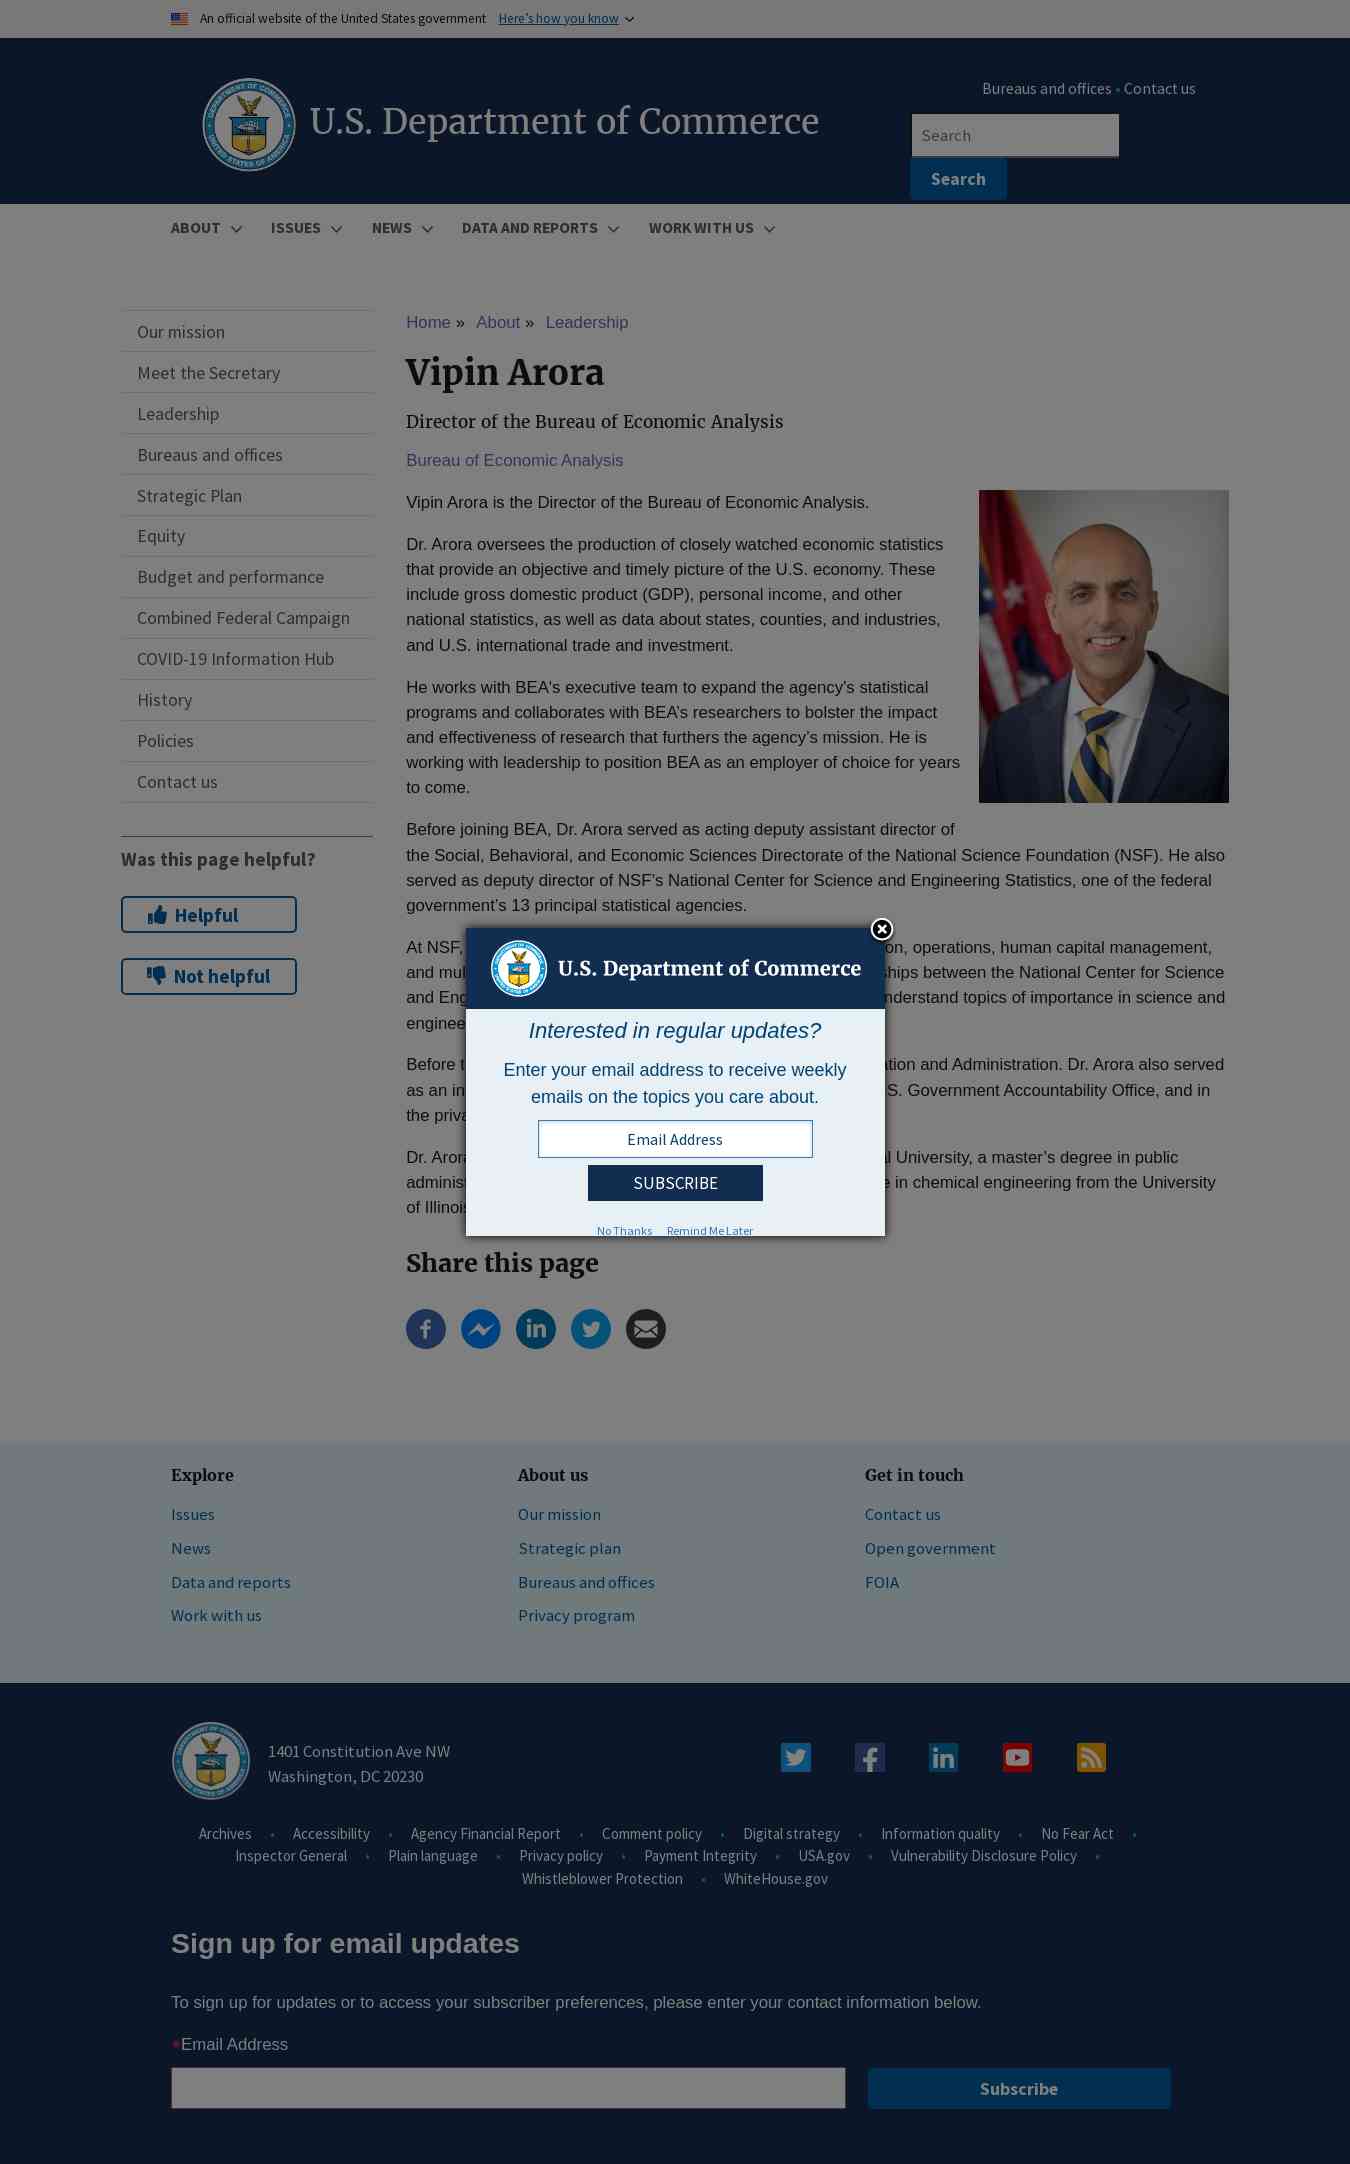 An official website of the United States government Here's how you know
Bureaus and offices • Contact us
U.S. Department of Commerce
Search
Search
ABOUT
ISSUES
NEWS
DATA AND REPORTS
WORK WITH US
Our mission
Meet the Secretary
Leadership
Bureaus and offices
Strategic Plan
Equity
Budget and performance
Combined Federal Campaign
COVID-19 Information Hub
History
Policies
Contact us
Was this page helpful?
Helpful
Not helpful
Home » About » Leadership
Vipin Arora
Director of the Bureau of Economic Analysis
Bureau of Economic Analysis
Vipin Arora is the Director of the Bureau of Economic Analysis.
Dr. Arora oversees the production of closely watched economic statistics
that provide an objective and timely picture of the U.S. economy. These
include gross domestic product (GDP), personal income, and other
national statistics, as well as data about states, counties, and industries,
and U.S. international trade and investment.
He works with BEA's executive team to expand the agency's statistical
programs and collaborates with BEA's researchers to bolster the impact
and effectiveness of research that furthers the agency's mission. He is
working with leadership to position BEA as an employer of choice for years
to come.
Before joining BEA, Dr. Arora served as acting deputy assistant director of
the Social, Behavioral, and Economic Sciences Directorate of the National Science Foundation (NSF). He also
served as deputy director of NSF's National Center for Science and Engineering Statistics, one of the federal
government's 13 principal statistical agencies.
At NSF, operations, human capital management,
and between the National Center for Science
and topics of importance in science and
Before and Administration. Dr. Arora also served
as an Government Accountability Office, and in
the
Dr. Arora University, a master's degree in public
in chemical engineering from the University
of Illinois
U.S. Department of Commerce
Interested in regular updates?
Enter your email address to receive weekly
emails on the topics you care about.
Email Address
SUBSCRIBE
No Thanks Remind Me Later
Share this page
Explore
Issues
News
Data and reports
Work with us
About us
Our mission
Strategic plan
Bureaus and offices
Privacy program
Get in touch
Contact us
Open government
FOIA
1401 Constitution Ave NW
Washington, DC 20230
Archives • Accessibility • Agency Financial Report • Comment policy • Digital strategy • Information quality • No Fear Act •
Inspector General • Plain language • Privacy policy • Payment Integrity • USA.gov • Vulnerability Disclosure Policy •
Whistleblower Protection • WhiteHouse.gov
Sign up for email updates
To sign up for updates or to access your subscriber preferences, please enter your contact information below.
*Email Address
Subscribe